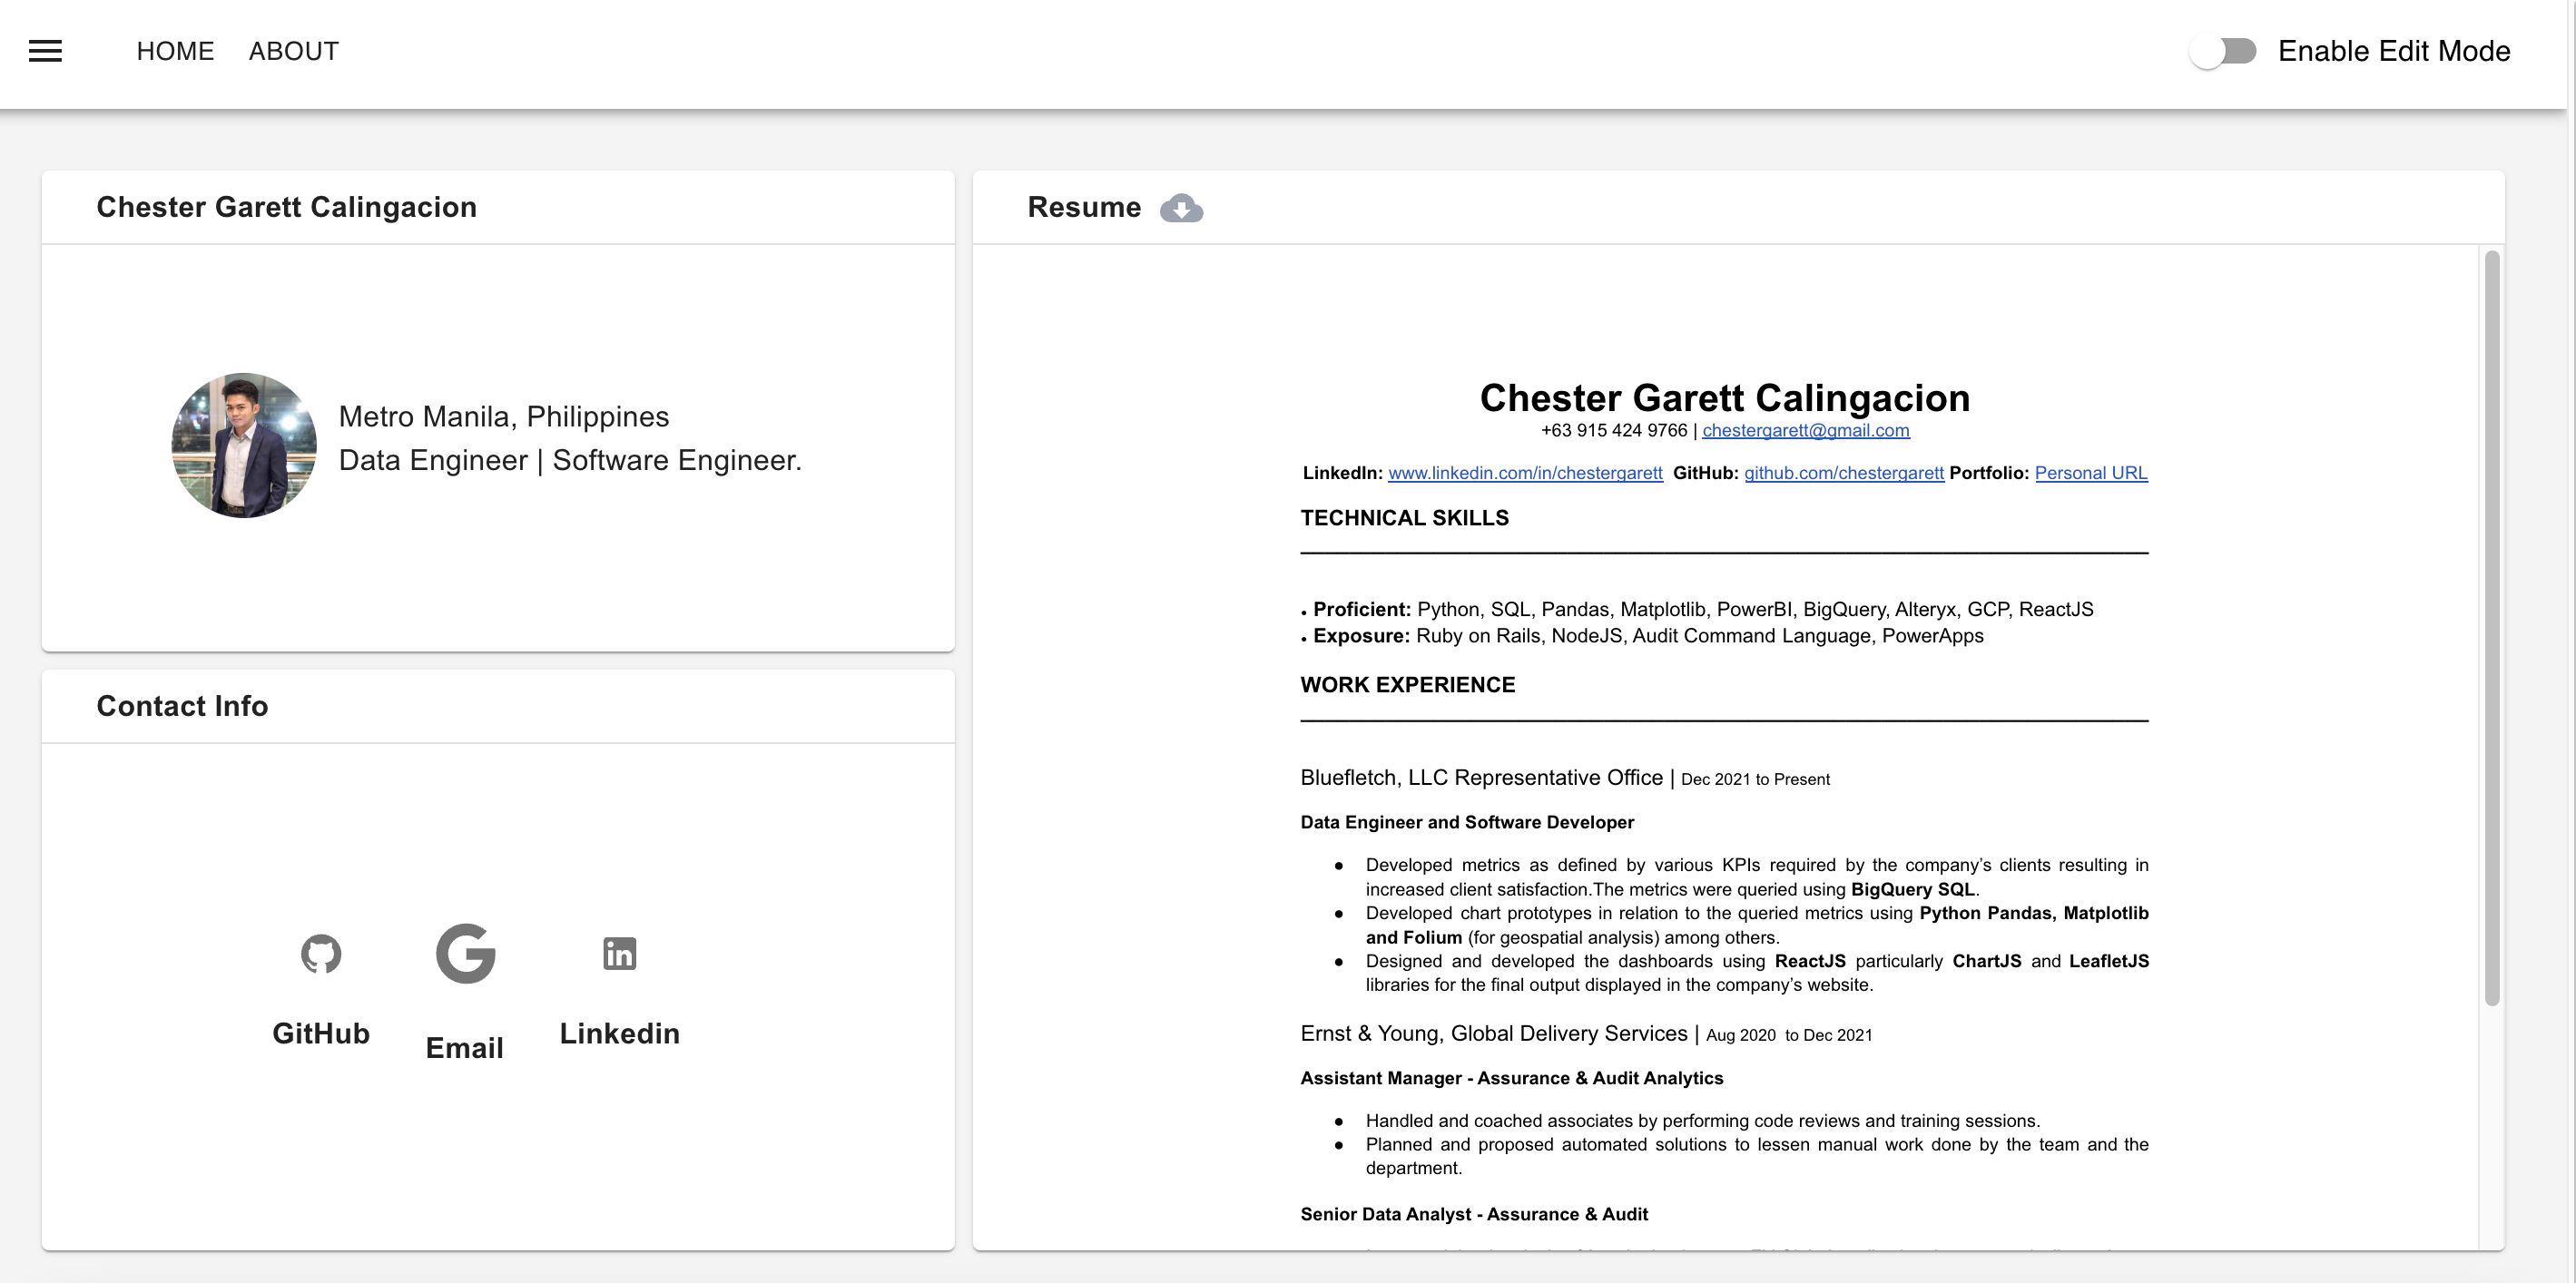 HOME ABOUT Enable Edit Mode
Chester Garett Calingacion
Metro Manila, Philippines
Data Engineer | Software Engineer.
Contact Info
GitHub Email Linkedin
Resume
Chester Garett Calingacion
+63 915 424 9766 | chestergarett@gmail.com
LinkedIn: www.linkedin.com/in/chestergarett GitHub: github.com/chestergarett Portfolio: Personal URL
TECHNICAL SKILLS
• Proficient: Python, SQL, Pandas, Matplotlib, PowerBI, BigQuery, Alteryx, GCP, ReactJS
• Exposure: Ruby on Rails, NodeJS, Audit Command Language, PowerApps
WORK EXPERIENCE
Bluefletch, LLC Representative Office | Dec 2021 to Present
Data Engineer and Software Developer
● Developed metrics as defined by various KPIs required by the company’s clients resulting in
increased client satisfaction.The metrics were queried using BigQuery SQL.
● Developed chart prototypes in relation to the queried metrics using Python Pandas, Matplotlib
and Folium (for geospatial analysis) among others.
● Designed and developed the dashboards using ReactJS particularly ChartJS and LeafletJS
libraries for the final output displayed in the company’s website.
Ernst & Young, Global Delivery Services | Aug 2020 to Dec 2021
Assistant Manager - Assurance & Audit Analytics
● Handled and coached associates by performing code reviews and training sessions.
● Planned and proposed automated solutions to lessen manual work done by the team and the
department.
Senior Data Analyst - Assurance & Audit